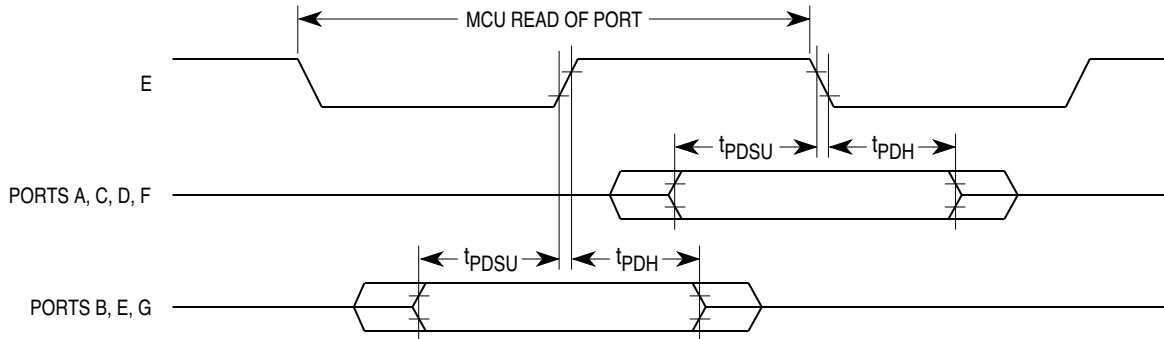 MCU READ OF PORT
E
tPDSU
tPDH
PORTS A, C, D, F
tPDSU
tPDH
PORTS B, E, G